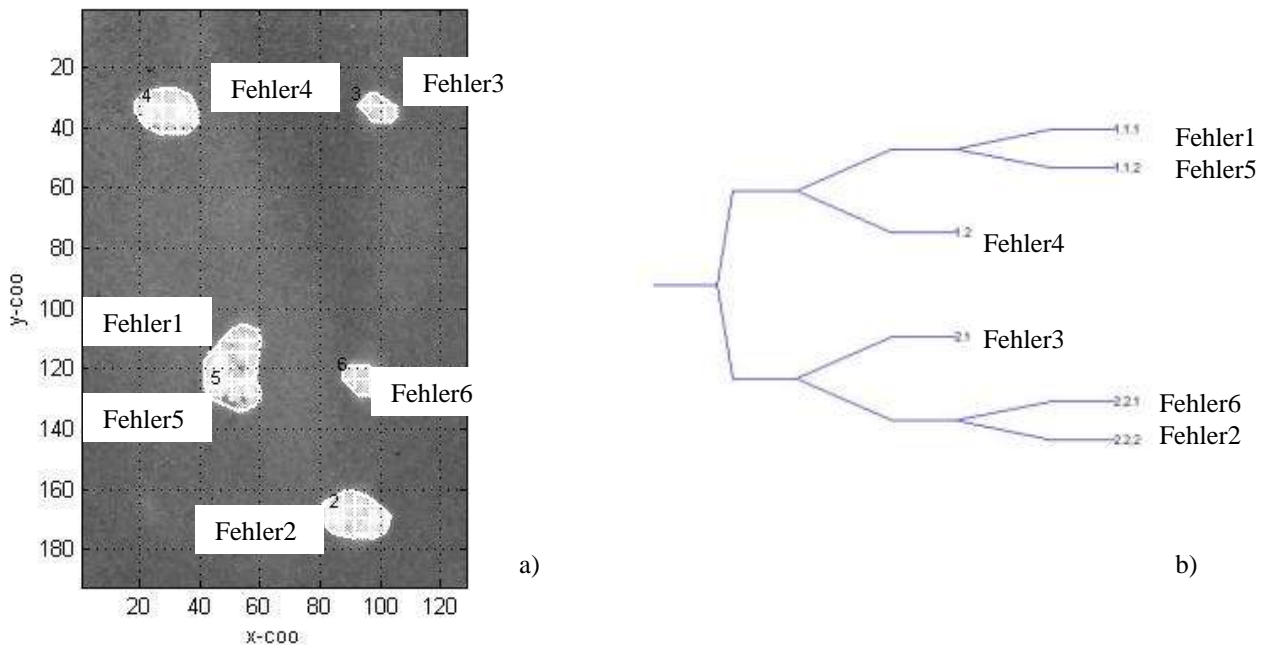 20
40
60
80
100
120
140
160
180
y-coo
20 40 60 80 100 120
x-coo
4
Fehler4
3
Fehler3
Fehler1
5
Fehler5
6
Fehler6
2
Fehler2
a)
1.1.1 Fehler1
1.1.2 Fehler5
1.2 Fehler4
2.1 Fehler3
2.2.1 Fehler6
2.2.2 Fehler2
b)